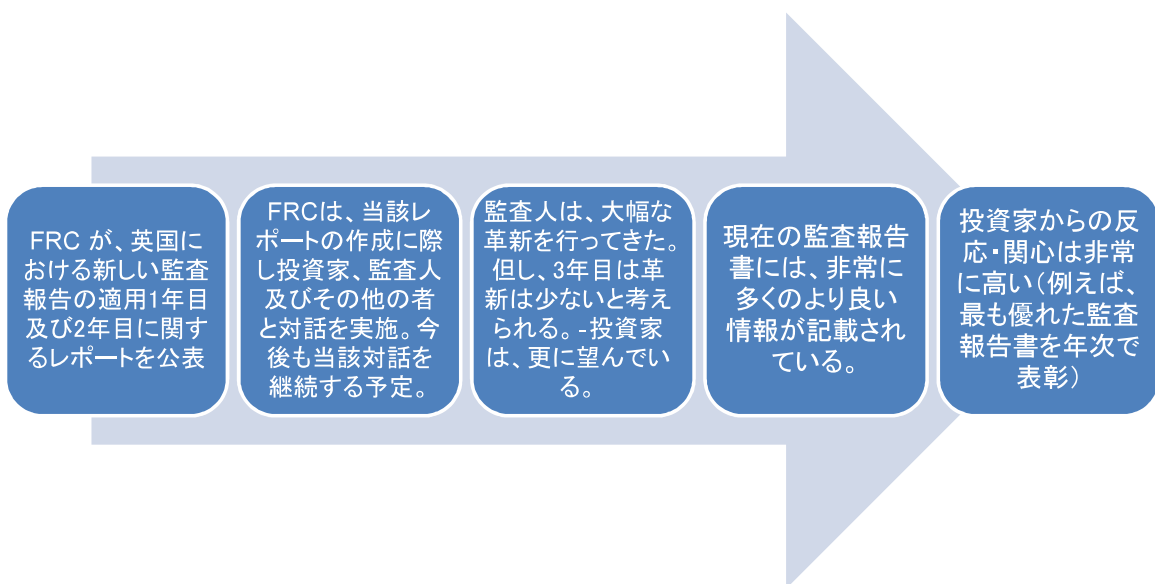 FRC が、英国に
おける新しい監査
報告の適用1年目
及び2年目に関す
るレポートを公表
FRCは、当該レ
ポートの作成に際
し投資家、監査人
及びその他の者
と対話を実施。今
後も当該対話を
継続する予定。
監査人は、大幅な
革新を行ってきた。
但し、3年目は革
新は少ないと考え
られる。-投資家
は、更に望んでい
る。
現在の監査報告
書には、非常に
多くのより良い
情報が記載され
ている。
投資家からの反
応・関心は非常
に高い(例えば、
最も優れた監査
報告書を年次で
表彰)